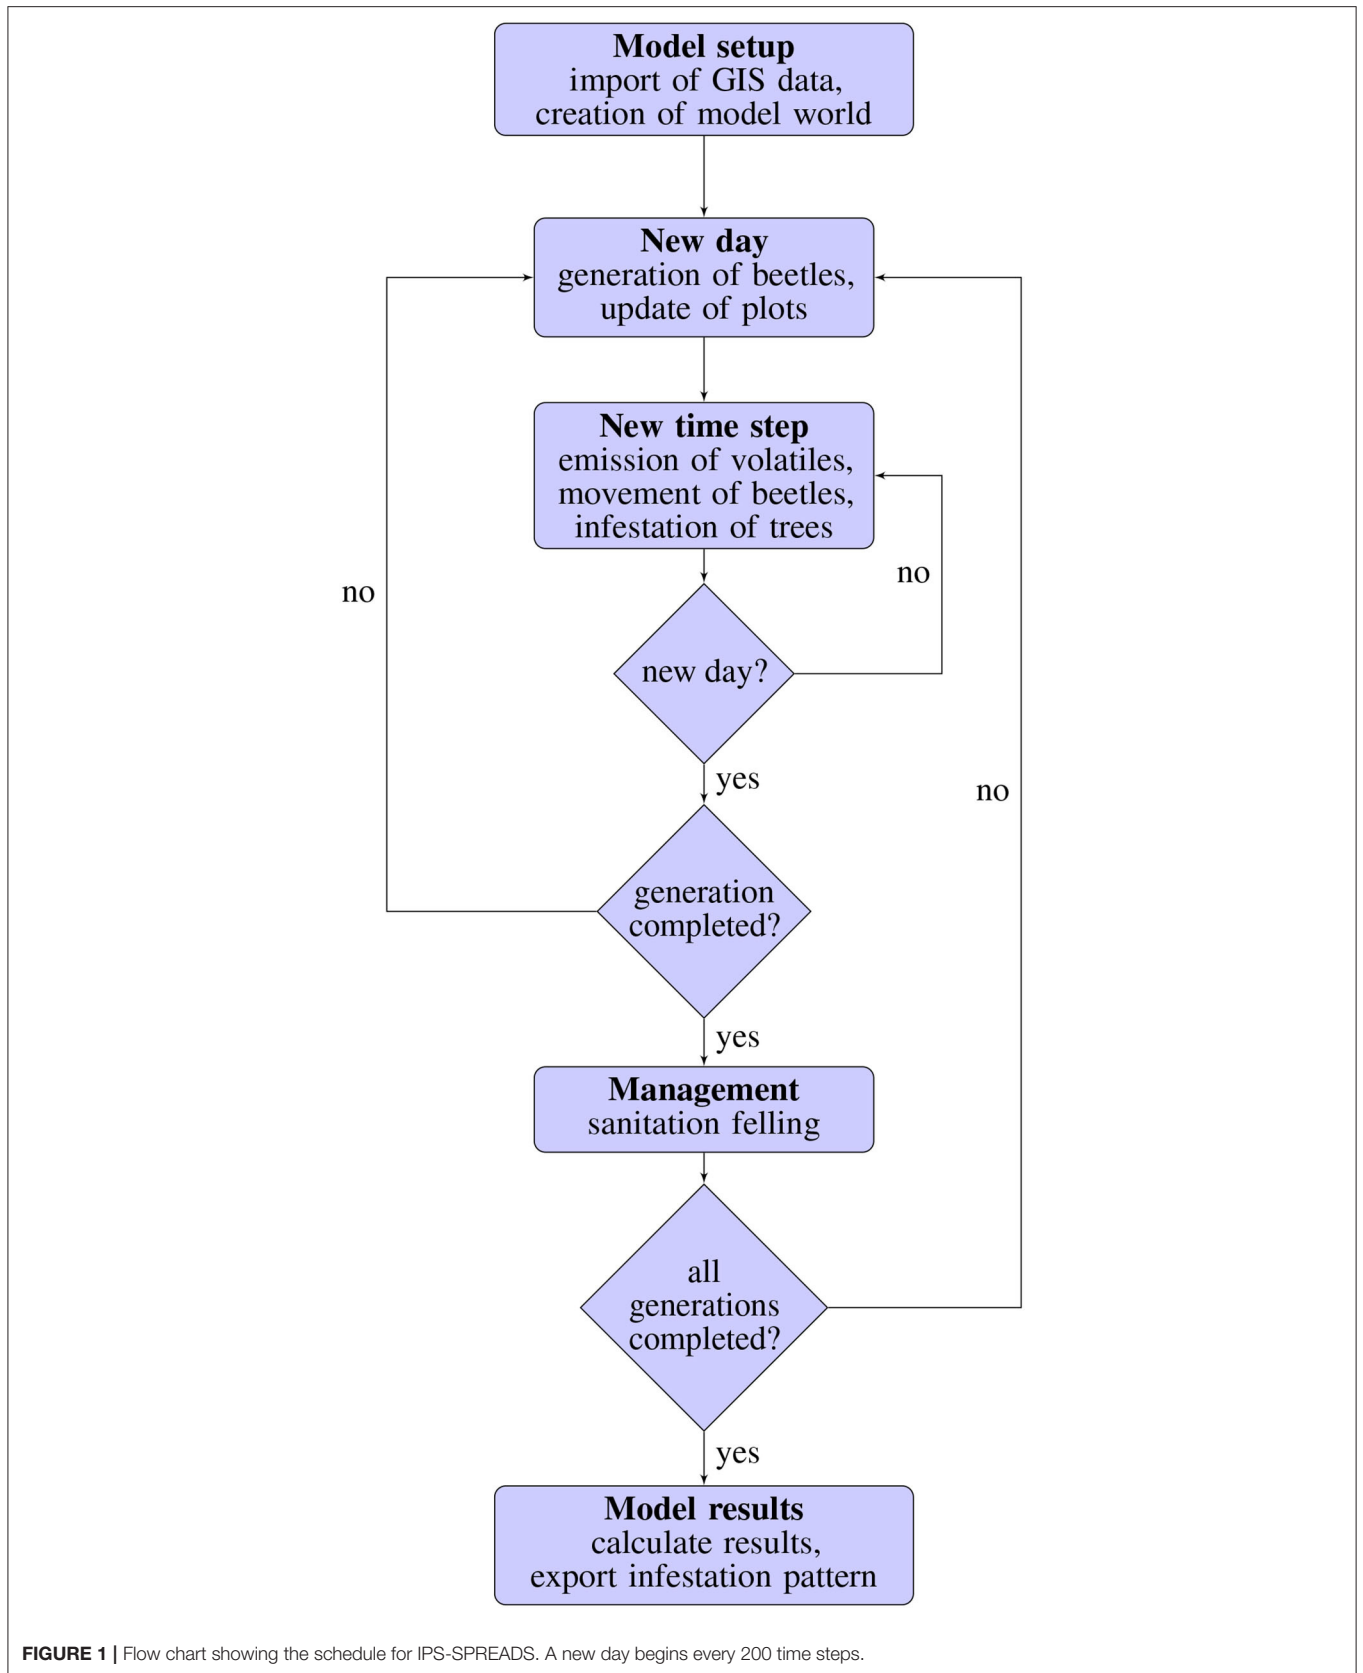 Model setup
import of GIS data,
creation of model world
New day
generation of beetles,
update of plots
New time step
emission of volatiles,
movement of beetles,
infestation of trees
no
no
new day?
yes
no
generation
completed?
yes
Management
sanitation felling
all
generations
completed?
yes
Model results
calculate results,
export infestation pattern
FIGURE 1 | Flow chart showing the schedule for IPS-SPREADS. A new day begins every 200 time steps.